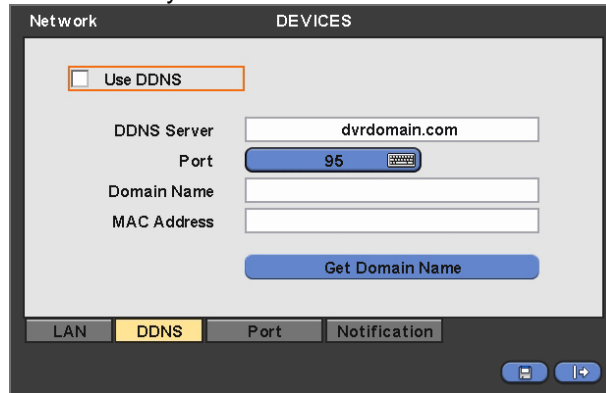 Network DEVICES
Use DDNS
DDNS Server dvrdomain.com
Port 95
Domain Name
MAC Address
Get Domain Name
LAN DDNS Port Notification